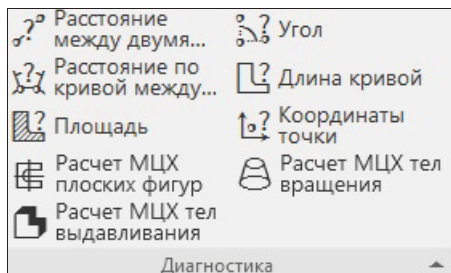 Расстояние
между двумя...
Угол
Расстояние по
кривой между...
Длина кривой
Площадь
Координаты
точки
Расчет МЦХ
плоских фигур
Расчет МЦХ тел
вращения
Расчет МЦХ тел
выдавливания
Диагностика